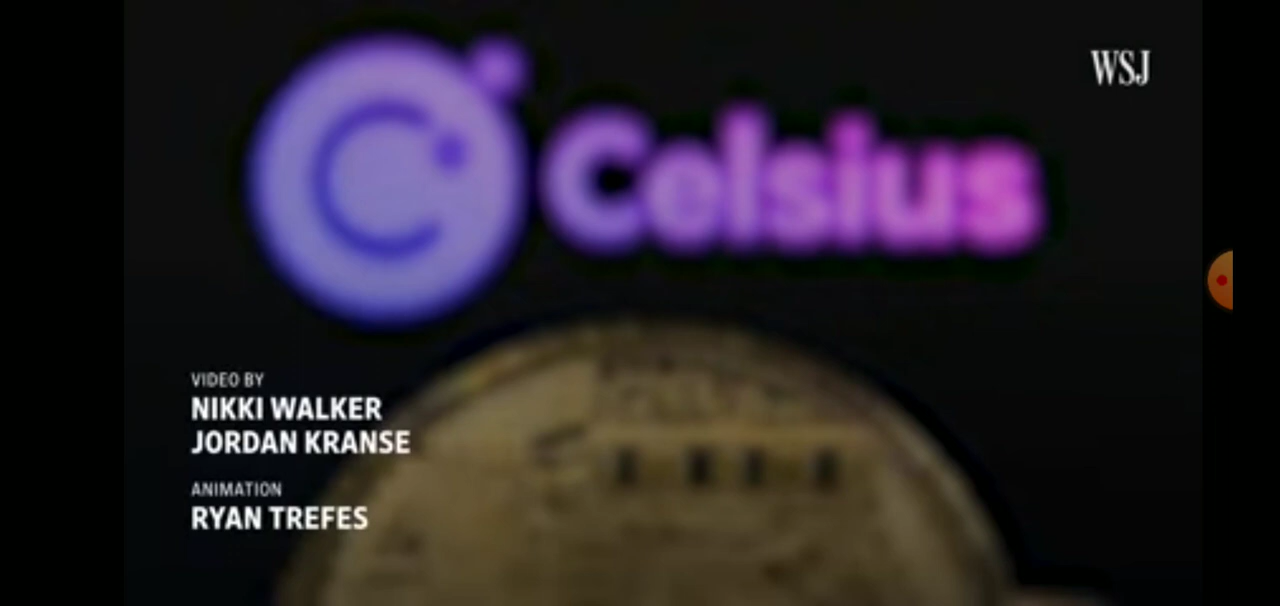 WSJ
Celsius
VIDEO BY
NIKKI WALKER
JORDAN KRANSE
ANIMATION
RYAN TREFES